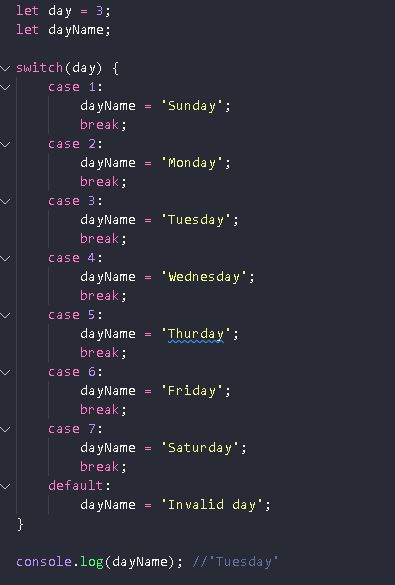 let day = 3;
let dayName;
switch(day) {
    case 1:
        dayName = 'Sunday';
        break;
    case 2:
        dayName = 'Monday';
        break;
    case 3:
        dayName = 'Tuesday';
        break;
    case 4:
        dayName = 'Wednesday';
        break;
    case 5:
        dayName = 'Thurday';
        break;
    case 6:
        dayName = 'Friday';
        break;
    case 7:
        dayName = 'Saturday';
        break;
    default:
        dayName = 'Invalid day';
}
console.log(dayName); //'Tuesday'